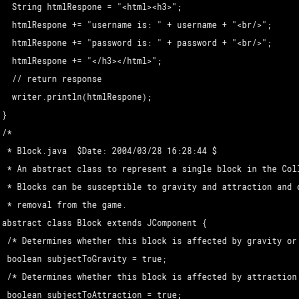 String htmlRespone = "<html><h3>";
htmlRespone += "username is: " + username + "<br/>";
htmlRespone += "password is: " + password + "<br/>";
htmlRespone += "</h3></html>";
// return response
writer.println(htmlRespone);
}
/*
* Block.java  $Date: 2004/03/28 16:28:44 $
* An abstract class to represent a single block in the Coll
* Blocks can be susceptible to gravity and attraction and
* removal from the game.
abstract class Block extends JComponent {
/* Determines whether this block is affected by gravity or
boolean subjectToGravity = true;
/* Determines whether this block is affected by attraction
boolean subjectToAttraction = true;